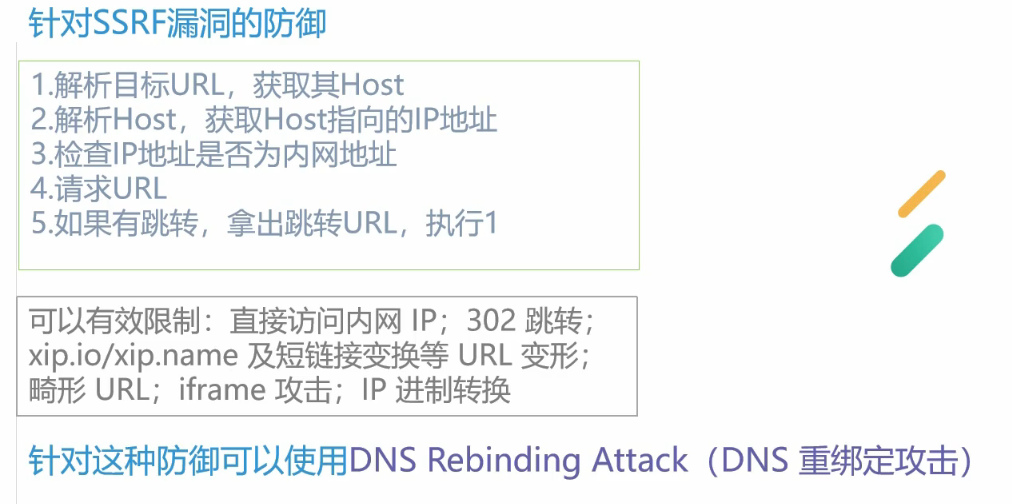 针对SSRF漏洞的防御
1.解析目标URL，获取其Host
2.解析Host，获取Host指向的IP地址
3.检查IP地址是否为内网地址
4.请求URL
5.如果有跳转，拿出跳转URL，执行1
可以有效限制：直接访问内网 IP；302 跳转；
xip.io/xip.name 及短链接变换等 URL 变形；
畸形 URL；iframe 攻击；IP 进制转换
针对这种防御可以使用DNS Rebinding Attack（DNS 重绑定攻击）